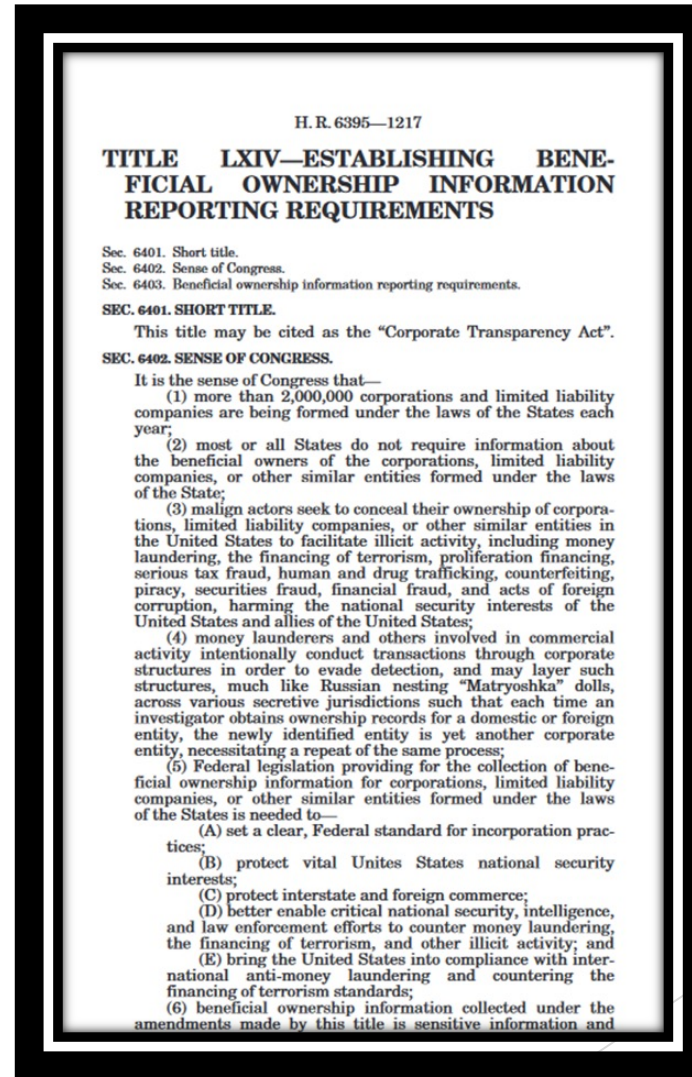 H. R. 6395—1217
TITLE LXIV—ESTABLISHING BENE-
FICIAL OWNERSHIP INFORMATION
REPORTING REQUIREMENTS
Sec. 6401. Short title.
Sec. 6402. Sense of Congress.
Sec. 6403. Beneficial ownership information reporting requirements.
SEC. 6401. SHORT TITLE.
This title may be cited as the “Corporate Transparency Act”.
SEC. 6402. SENSE OF CONGRESS.
It is the sense of Congress that—
(1) more than 2,000,000 corporations and limited liability
companies are being formed under the laws of the States each
year;
(2) most or all States do not require information about
the beneficial owners of the corporations, limited liability
companies, or other similar entities formed under the laws
of the State;
(3) malign actors seek to conceal their ownership of corpora-
tions, limited liability companies, or other similar entities in
the United States to facilitate illicit activity, including money
laundering, the financing of terrorism, proliferation financing,
serious tax fraud, human and drug trafficking, counterfeiting,
piracy, securities fraud, financial fraud, and acts of foreign
corruption, harming the national security interests of the
United States and allies of the United States;
(4) money launderers and others involved in commercial
activity intentionally conduct transactions through corporate
structures in order to evade detection, and may layer such
structures, much like Russian nesting “Matryoshka” dolls,
across various secretive jurisdictions such that each time an
investigator obtains ownership records for a domestic or foreign
entity, the newly identified entity is yet another corporate
entity, necessitating a repeat of the same process;
(5) Federal legislation providing for the collection of bene-
ficial ownership information for corporations, limited liability
companies, or other similar entities formed under the laws
of the States is needed to—
(A) set a clear, Federal standard for incorporation prac-
tices;
(B) protect vital Unites States national security
interests;
(C) protect interstate and foreign commerce;
(D) better enable critical national security, intelligence,
and law enforcement efforts to counter money laundering,
the financing of terrorism, and other illicit activity; and
(E) bring the United States into compliance with inter-
national anti-money laundering and countering the
financing of terrorism standards;
(6) beneficial ownership information collected under the
amendments made by this title is sensitive information and